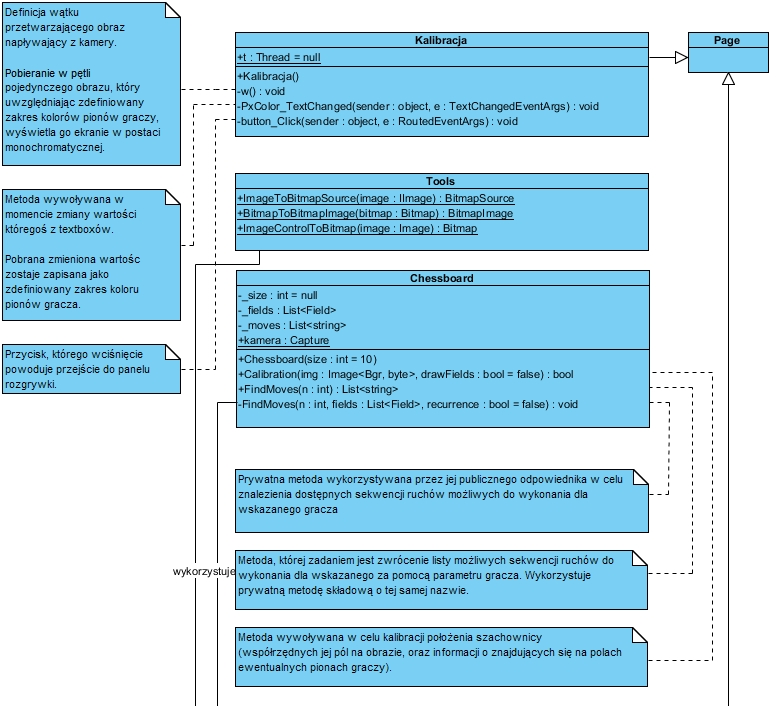 Definicja wątku
przetwarzającego obraz
napływający z kamery.
Pobieranie w pętli
pojedynczego obrazu, który
uwzględniając zdefiniowany
zakres kolorów pionów graczy,
wyświetla go ekranie w postaci
monochromatycznej.
Metoda wywoływana w
momencie zmiany wartości
któregoś z textboxów.
Pobrana zmieniona wartośc
zostaje zapisana jako
zdefiniowany zakres koloru
pionów gracza.
Przycisk, którego wciśnięcie
powoduje przejście do panelu
rozgrywki.
Kalibracja
+t : Thread = null
+Kalibracja()
-w() : void
-PxColor_TextChanged(sender : object, e : TextChangedEventArgs) : void
-button_Click(sender : object, e : RoutedEventArgs) : void
Page
Tools
+ImageToBitmapSource(image : IImage) : BitmapSource
+BitmapToBitmapImage(bitmap : Bitmap) : BitmapImage
+ImageControlToBitmap(image : Image) : Bitmap
Chessboard
-_size : int = null
-_fields : List<Field>
-_moves : List<string>
+kamera : Capture
+Chessboard(size : int = 10)
+Calibration(img : Image<Bgr, byte>, drawFields : bool = false) : bool
+FindMoves(n : int) : List<string>
-FindMoves(n : int, fields : List<Field>, recurrence : bool = false) : void
Prywatna metoda wykorzystywana przez jej publicznego odpowiednika w celu
znalezienia dostępnych sekwencji ruchów możliwych do wykonania dla
wskazanego gracza
wykorzystuje
Metoda, której zadaniem jest zwrócenie listy możliwych sekwencji ruchów do
wykonania dla wskazanego za pomocą parametru gracza. Wykorzystuje
prywatną metodę składową o tej samej nazwie.
Metoda wywoływana w celu kalibracji położenia szachownicy
(współrzędnych jej pól na obrazie, oraz informacji o znajdujących się na polach
ewentualnych pionach graczy).